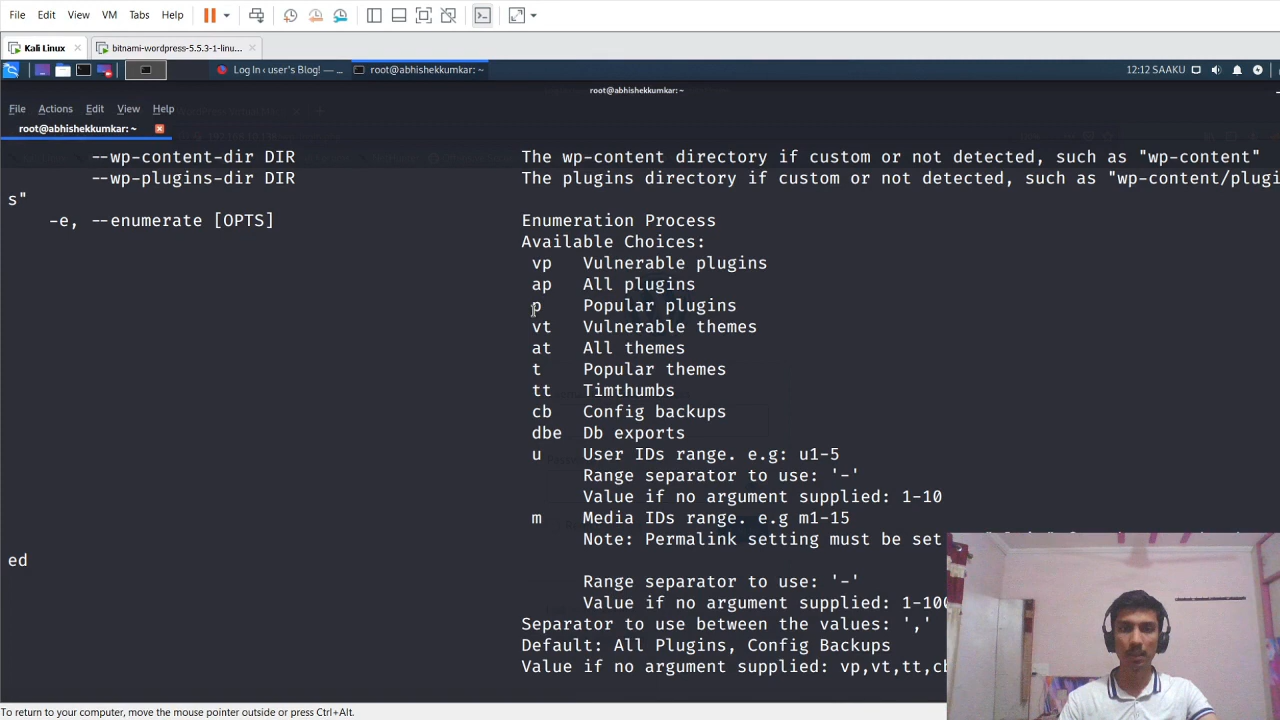 File Edit View VM Tabs Help
Kali Linux × bitnami-wordpress-5.5.3-1-linu... ×
Log In ‹ user's Blog! — ... root@abhishekkumkar: ~ 12:12 SAAKU
root@abhishekkumkar: ~
File Actions Edit View Help
root@abhishekkumkar: ~
--wp-content-dir DIR The wp-content directory if custom or not detected, such as "wp-content"
--wp-plugins-dir DIR The plugins directory if custom or not detected, such as "wp-content/plugi
s"
-e, --enumerate [OPTS] Enumeration Process
Available Choices:
vp Vulnerable plugins
ap All plugins
p Popular plugins
vt Vulnerable themes
at All themes
t Popular themes
tt Timthumbs
cb Config backups
dbe Db exports
u User IDs range. e.g: u1-5
Range separator to use: '-'
Value if no argument supplied: 1-10
m Media IDs range. e.g m1-15
Note: Permalink setting must be set
ed
Range separator to use: '-'
Value if no argument supplied: 1-100
Separator to use between the values: ','
Default: All Plugins, Config Backups
Value if no argument supplied: vp,vt,tt,cb
To return to your computer, move the mouse pointer outside or press Ctrl+Alt.